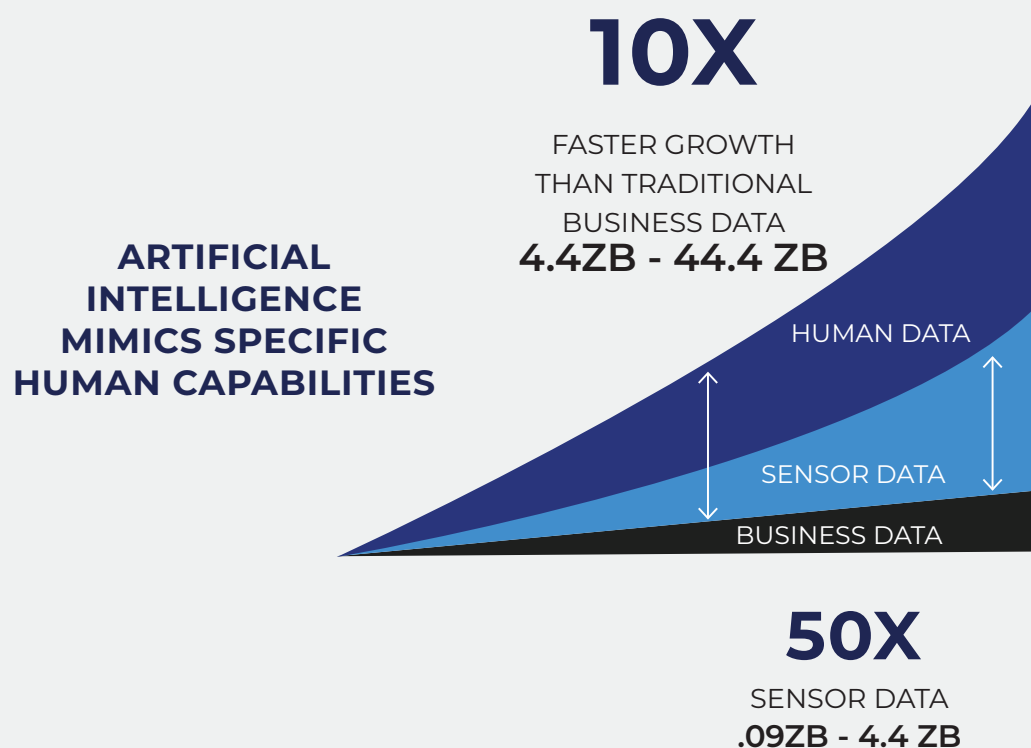 10X
FASTER GROWTH
THAN TRADITIONAL
BUSINESS DATA
4.4ZB - 44.4 ZB
ARTIFICIAL
INTELLIGENCE
MIMICS SPECIFIC
HUMAN CAPABILITIES
HUMAN DATA
SENSOR DATA
BUSINESS DATA
50X
SENSOR DATA
.09ZB - 4.4 ZB